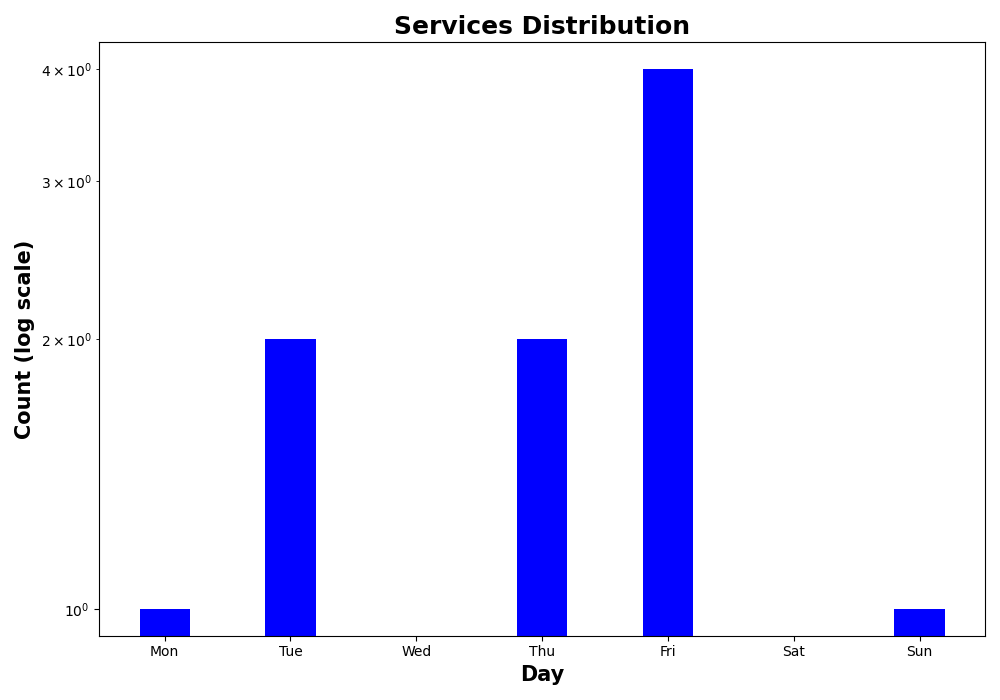 Services Distribution
Count (log scale)
4 × 10⁰
3 × 10⁰
2 × 10⁰
10⁰
Mon Tue Wed Thu Fri Sat Sun
Day